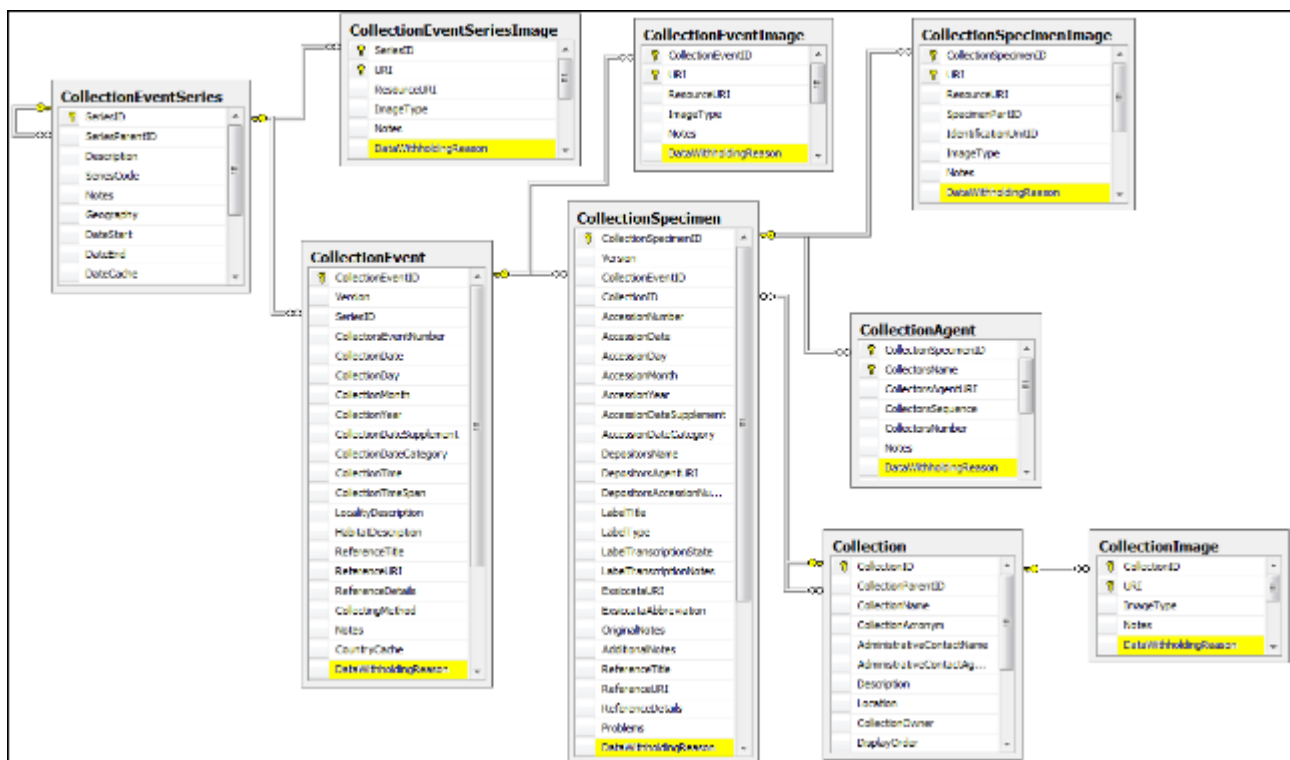 CollectionEventSeriesImage
SeriesID
URI
ResourceURI
ImageType
Notes
DataWithholdingReason
CollectionEventImage
CollectionEventID
URI
ResourceURI
ImageType
Notes
DataWithholdingReason
CollectionSpecimenImage
CollectionSpecimenID
URI
ResourceURI
SpecimenPartID
IdentificationUnitID
ImageType
Notes
DataWithholdingReason
CollectionEventSeries
SeriesID
SeriesParentID
Description
SeriesCode
Notes
Geography
DateStart
DateEnd
DateCache
CollectionEvent
CollectionEventID
Version
SeriesID
CollectorsEventNumber
CollectionDate
CollectionDay
CollectionMonth
CollectionYear
CollectionDateSupplement
CollectionDateCategory
CollectionTime
CollectionTimeSpan
LocalityDescription
HabitatDescription
ReferenceTitle
ReferenceURI
ReferenceDetails
CollectingMethod
Notes
CountryCache
DataWithholdingReason
CollectionSpecimen
CollectionSpecimenID
Version
CollectionEventID
CollectionID
AccessionNumber
AccessionDate
AccessionDay
AccessionMonth
AccessionYear
AccessionDateSupplement
AccessionDateCategory
DepositorsName
DepositorsAgentURI
DepositorsAccessionNu...
LabelTitle
LabelType
LabelTranscriptionState
LabelTranscriptionNotes
ExsiccataURI
ExsiccataAbbreviation
OriginalNotes
AdditionalNotes
ReferenceTitle
ReferenceURI
ReferenceDetails
Problems
DataWithholdingReason
CollectionAgent
CollectionSpecimenID
CollectorsName
CollectorsAgentURI
CollectorsSequence
CollectorsNumber
Notes
DataWithholdingReason
Collection
CollectionID
CollectionParentID
CollectionName
CollectionAcronym
AdministrativeContactName
AdministrativeContactAg...
Description
Location
CollectionOwner
DisplayOrder
CollectionImage
CollectionID
URI
ImageType
Notes
DataWithholdingReason